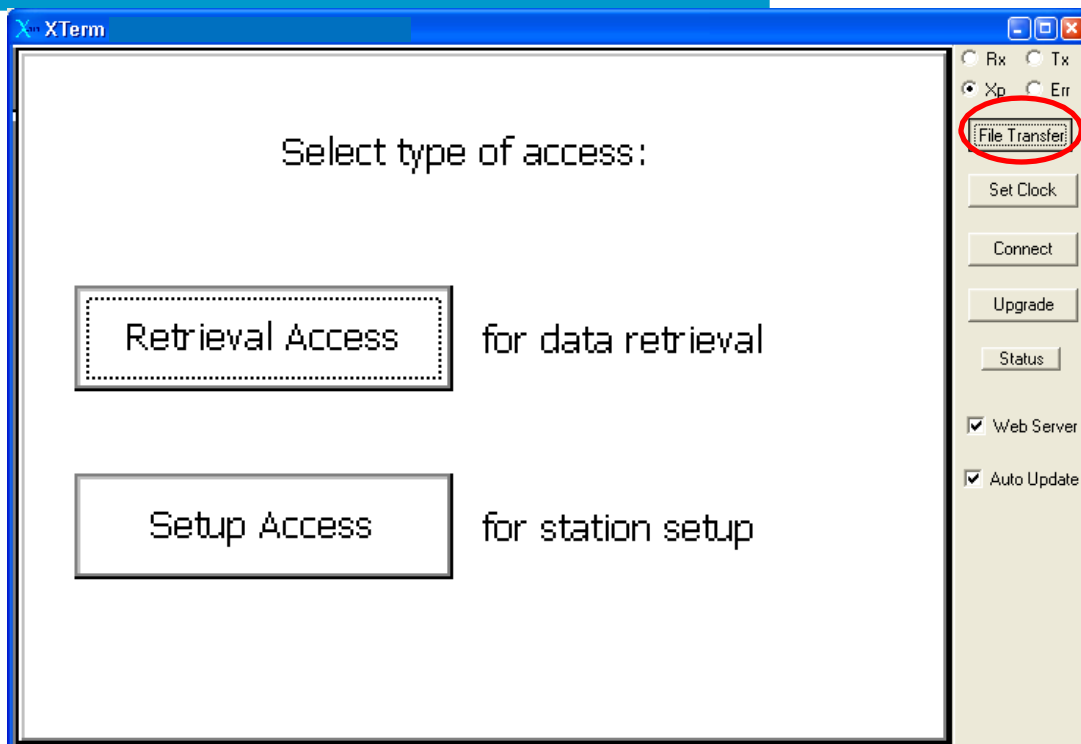 XTerm
Rx Tx
Xp Err
File Transfer
Set Clock
Connect
Upgrade
Status
Web Server
Auto Update
Select type of access:
Retrieval Access for data retrieval
Setup Access for station setup